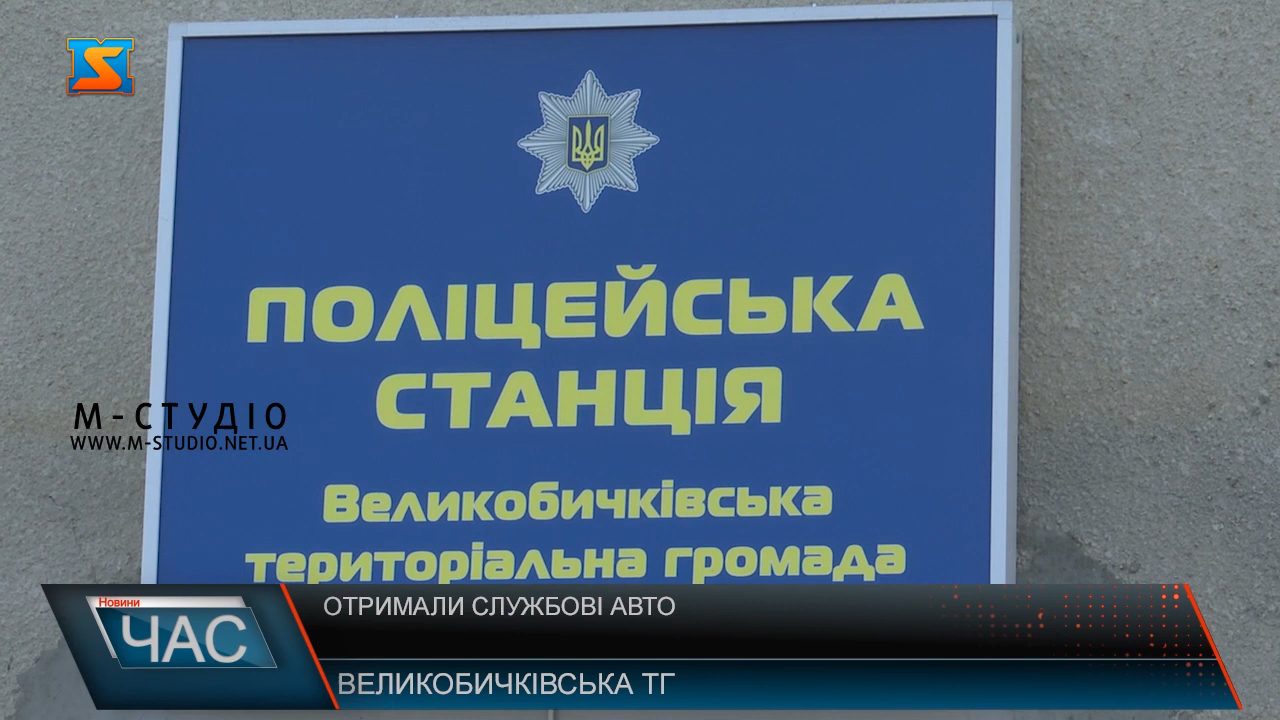 ПОЛІЦЕЙСЬКА
СТАНЦІЯ
Великобичківська
територіальна громада
М-СТУДІО
WWW.M-STUDIO.NET.UA
Новини
ЧАС
ОТРИМАЛИ СЛУЖБОВІ АВТО
ВЕЛИКОБИЧКІВСЬКА ТГ